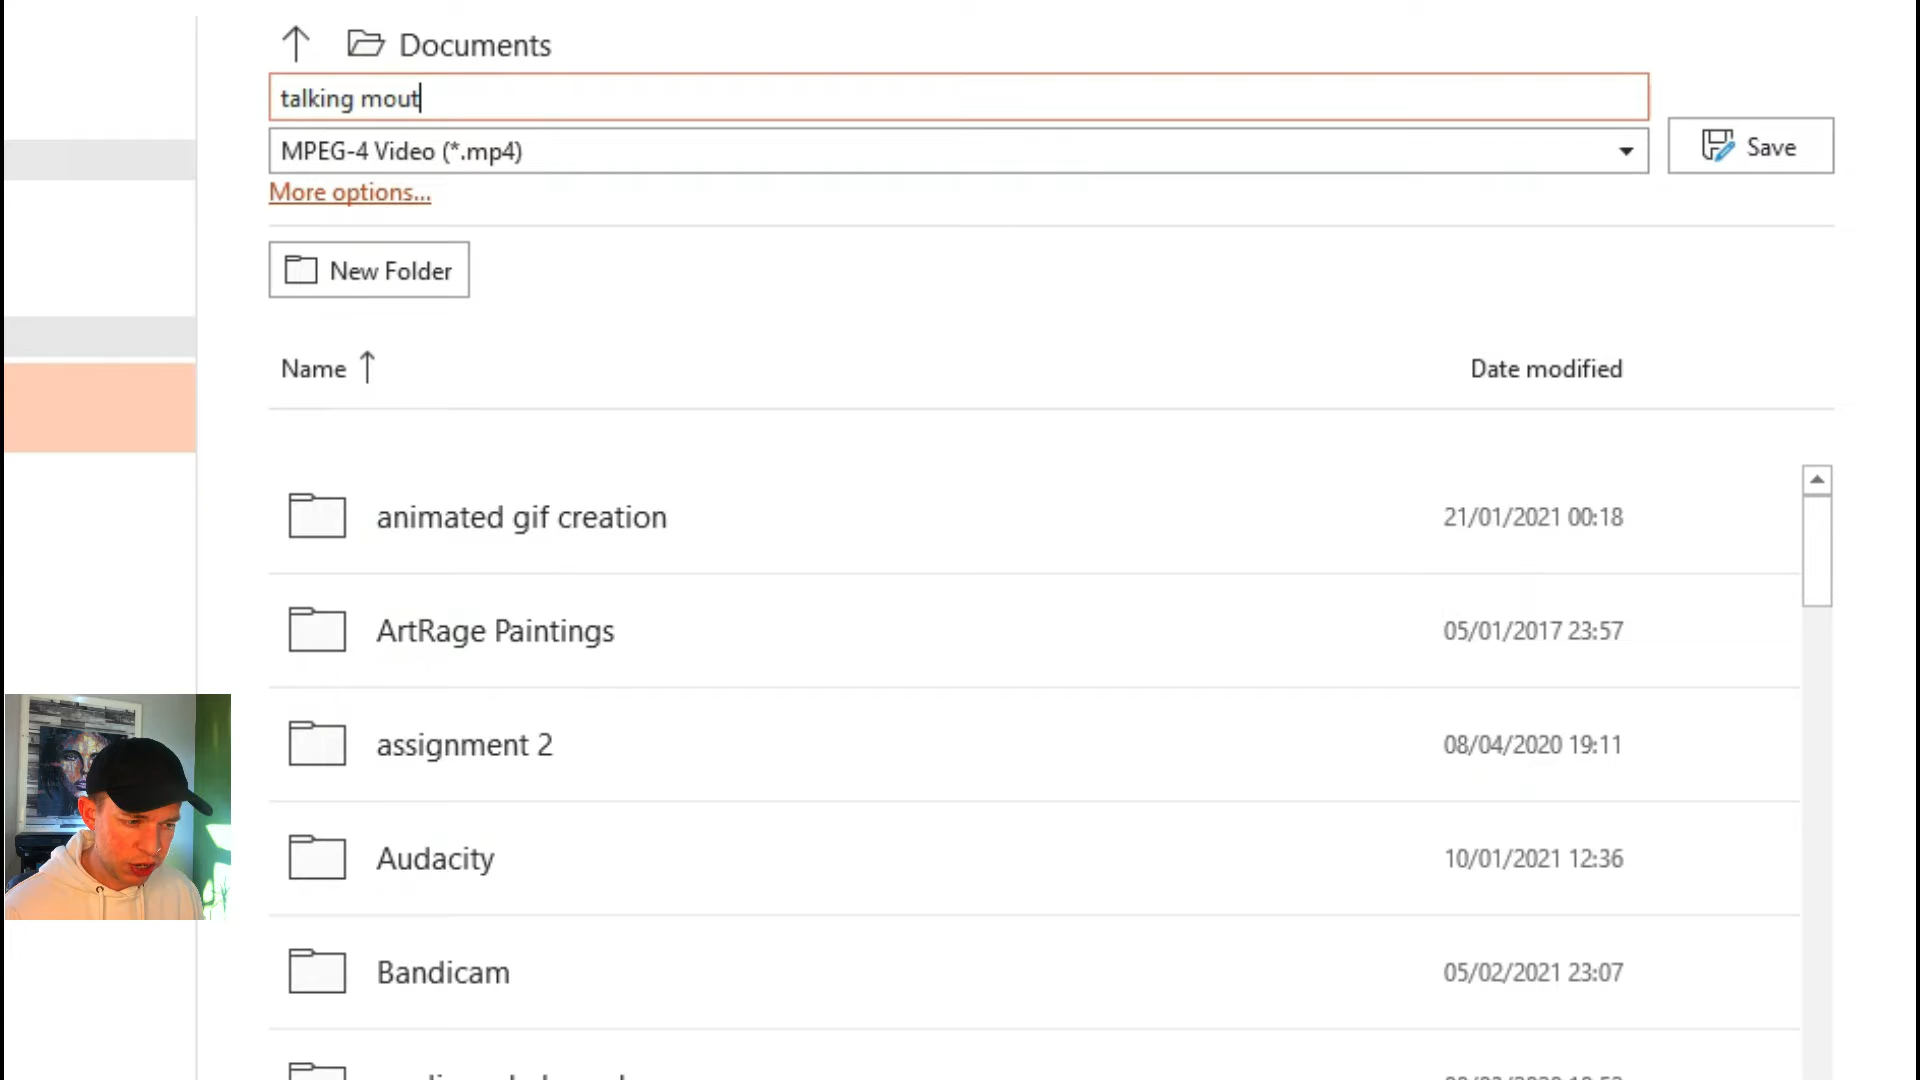 Documents
talking mout
MPEG-4 Video (*.mp4)
Save
More options...
New Folder
Name
Date modified
animated gif creation
21/01/2021 00:18
ArtRage Paintings
05/01/2017 23:57
assignment 2
08/04/2020 19:11
Audacity
10/01/2021 12:36
Bandicam
05/02/2021 23:07